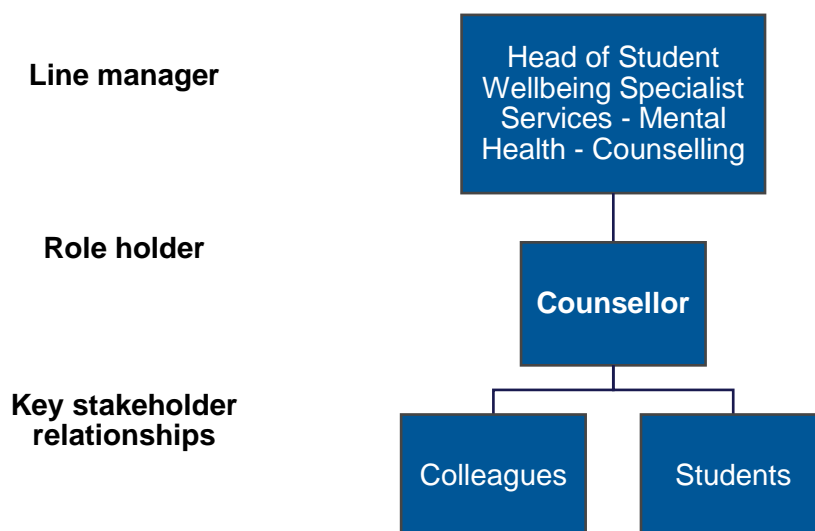 Line manager
Head of Student
Wellbeing Specialist
Services - Mental
Health - Counselling
Role holder
Counsellor
Key stakeholder
relationships
Colleagues
Students